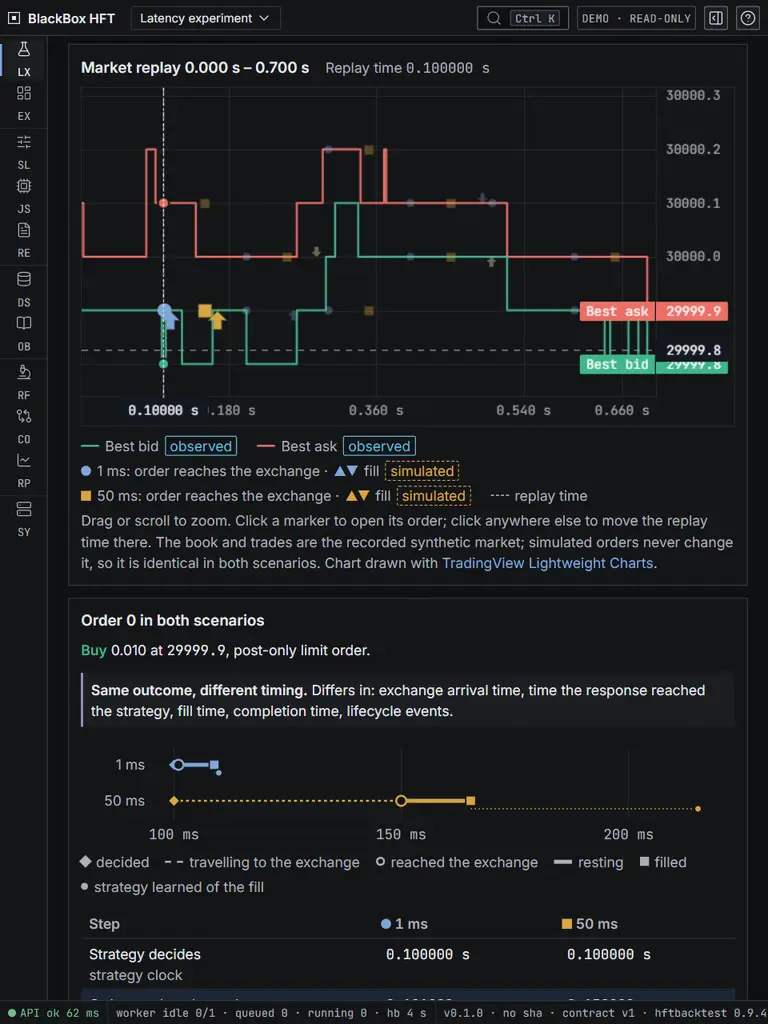 BlackBox HFT
Latency experiment
Ctrl K
DEMO · READ-ONLY
LX
EX
SL
JS
RE
DS
OB
RF
CO
RP
SY
Market replay 0.000 s – 0.700 s Replay time 0.100000 s
30000.3
30000.2
30000.1
30000.0
Best ask 29999.9
29999.8
Best bid 29999.8
0.10000 s 0.180 s 0.360 s 0.540 s 0.660 s
Best bid observed Best ask observed
1 ms: order reaches the exchange · ▲▼ fill simulated
50 ms: order reaches the exchange · ▲▼ fill simulated replay time
Drag or scroll to zoom. Click a marker to open its order; click anywhere else to move the replay
time there. The book and trades are the recorded synthetic market; simulated orders never change
it, so it is identical in both scenarios. Chart drawn with TradingView Lightweight Charts.
Order 0 in both scenarios
Buy 0.010 at 29999.9, post-only limit order.
Same outcome, different timing. Differs in: exchange arrival time, time the response reached
the strategy, fill time, completion time, lifecycle events.
1 ms
50 ms
100 ms 150 ms 200 ms
decided travelling to the exchange reached the exchange resting filled
strategy learned of the fill
Step 1 ms 50 ms
Strategy decides 0.100000 s 0.100000 s
strategy clock
API ok 62 ms worker idle 0/1 · queued 0 · running 0 · hb 4 s v0.1.0 · no sha · contract v1 · hftbacktest 0.9.4